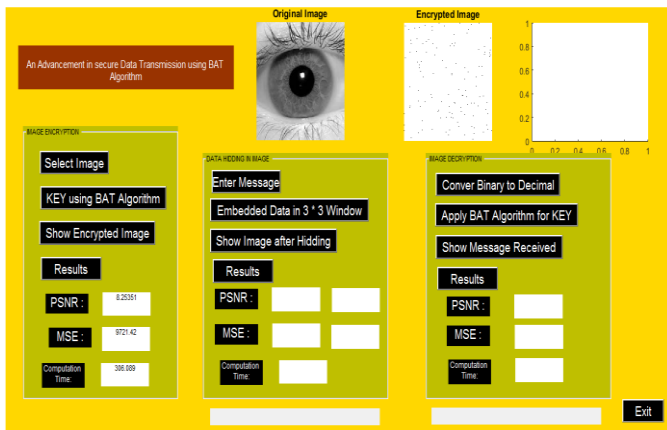 Original Image
Encrypted Image
An Advancement in secure Data Transmission using BAT
Algorithm
1
0.8
0.6
0.4
0.2
0
0 0.2 0.4 0.6 0.8 1
IMAGE ENCRYPTION
Select Image
KEY using BAT Algorithm
Show Encrypted Image
Results
PSNR :
8.25351
MSE :
9721.42
Computation
Time:
306.089
DATA HIDDING IN IMAGE
Enter Message
Embedded Data in 3 * 3 Window
Show Image after Hidding
Results
PSNR :
MSE :
Computation
Time:
IMAGE DECRYPTION
Conver Binary to Decimal
Apply BAT Algorithm for KEY
Show Message Received
Results
PSNR :
MSE :
Computation
Time:
Exit